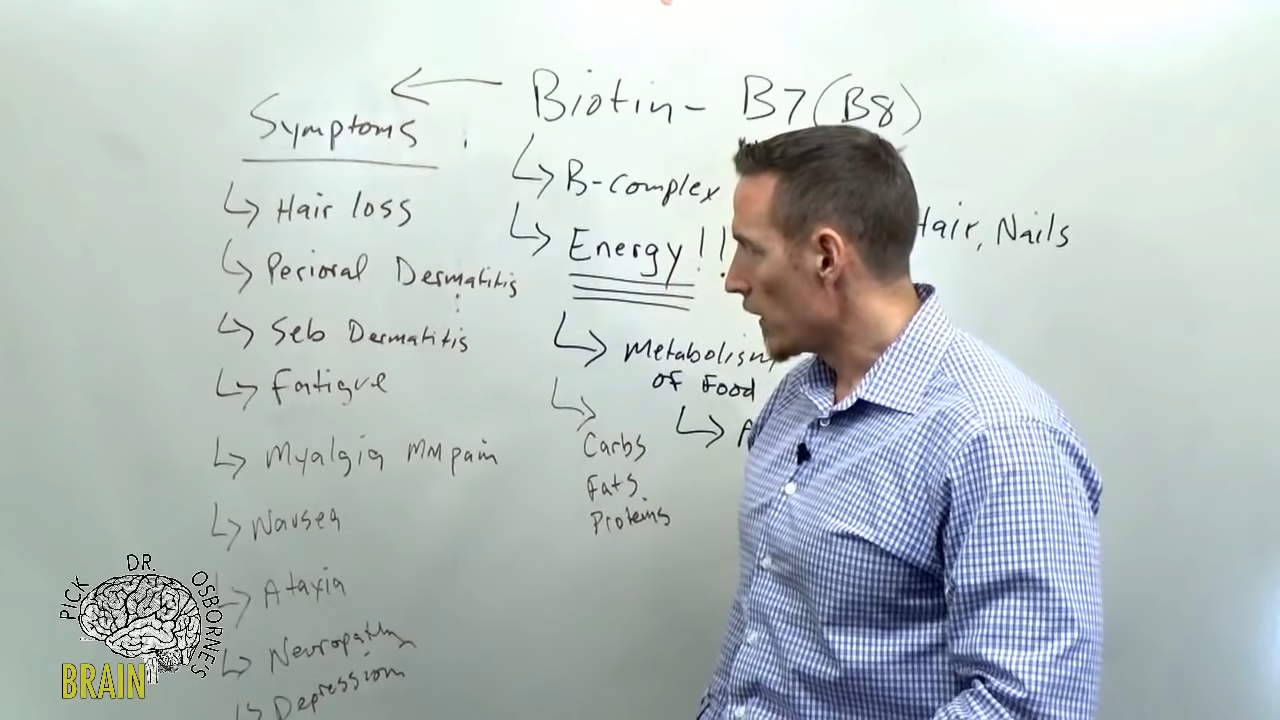 Biotin - B7 (B8)
B-complex
Energy!!
Hair, Nails
Metabolism
of Food
A
Carbs
Fats
Proteins
Symptoms
Hair loss
Perioral Dermatitis
Seb Dermatitis
Fatigue
Myalgia MM pain
Nausea
Ataxia
Neuropathy
Depression
PICK DR. OSBORNES
BRAIN